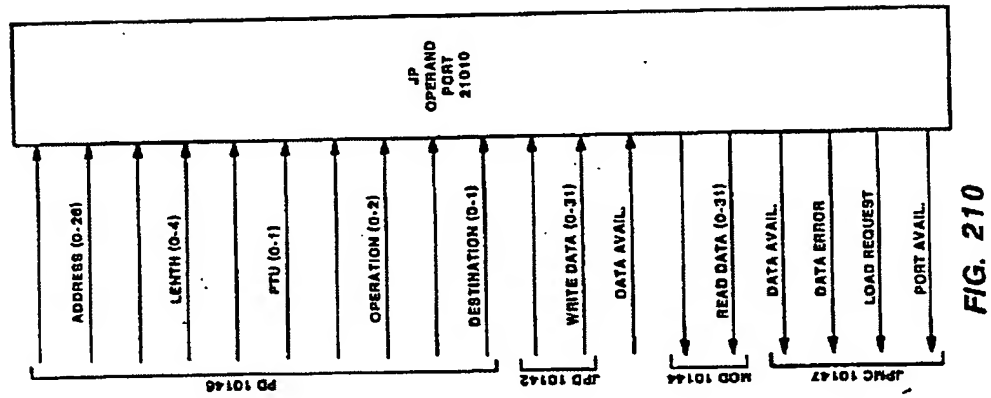 JP
OPERAND
PORT
21010
ADDRESS (0-28)
LENTH (0-4)
PTU (0-1)
OPERATION (0-2)
DESTINATION (0-1)
WRITE DATA (0-31)
DATA AVAIL.
READ DATA (0-31)
DATA AVAIL.
DATA ERROR
LOAD REQUEST
PORT AVAIL.
PD 10146
JPD 10142
MOD 10144
JPMC 10147
FIG. 210